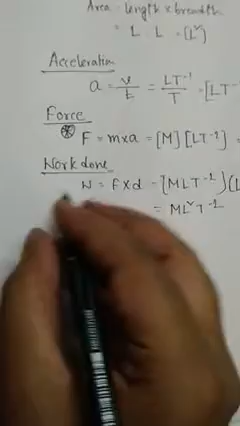 Area = length × breadth
= L . L = [L²]
Acceleration
a = v/t = LT⁻¹/T = [LT⁻
Force
F = m×a = [M] [LT⁻²] =
Work done
W = F×d = [MLT⁻²] (L
= ML²T⁻²